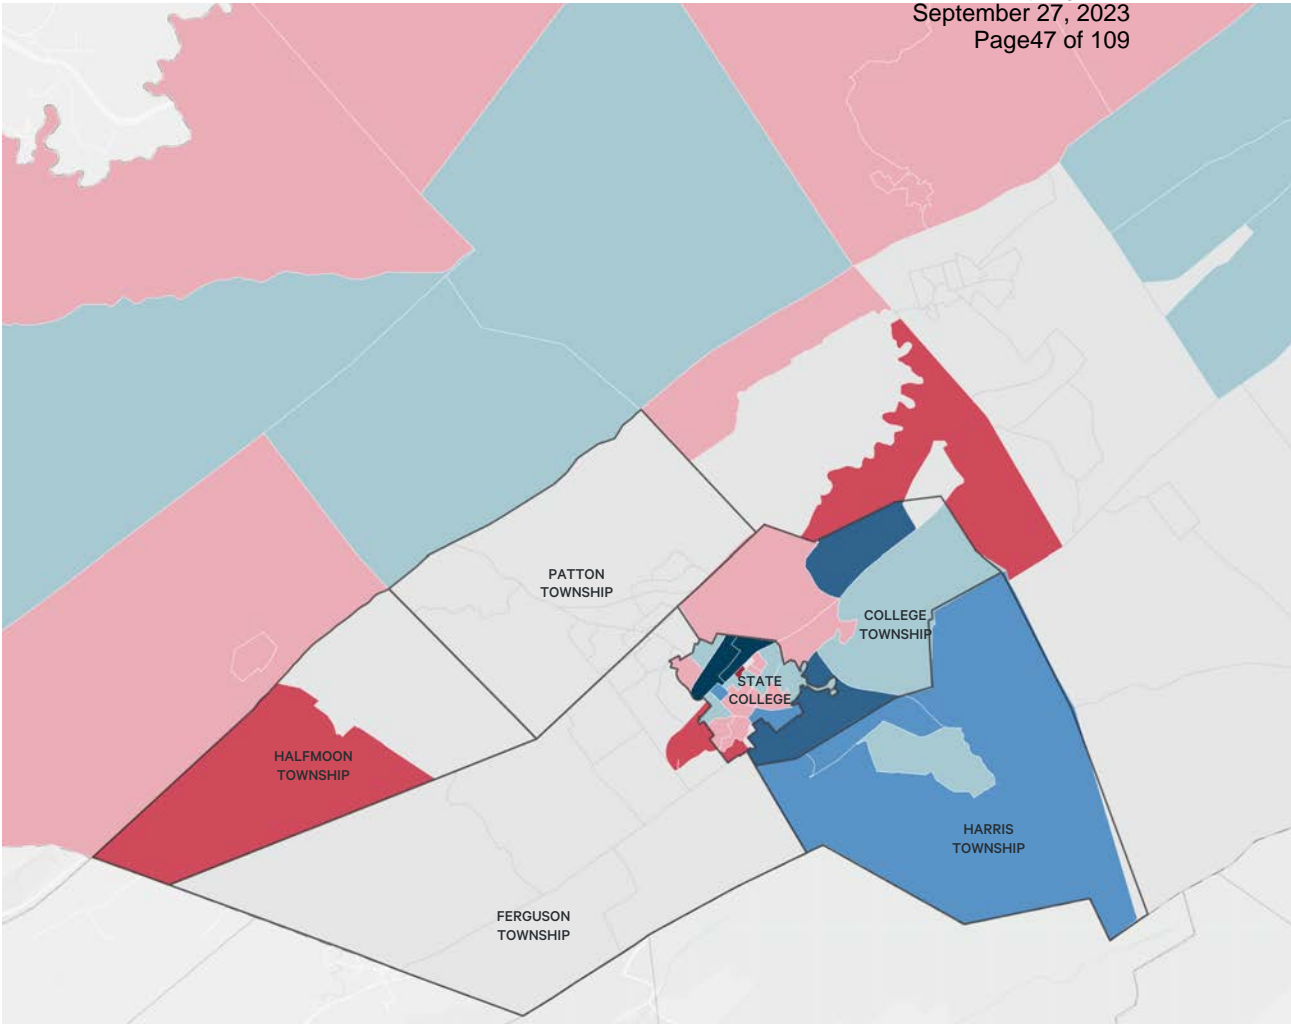 September 27, 2023
Page47 of 109
PATTON
TOWNSHIP
COLLEGE
TOWNSHIP
STATE
COLLEGE
HALFMOON
TOWNSHIP
HARRIS
TOWNSHIP
FERGUSON
TOWNSHIP